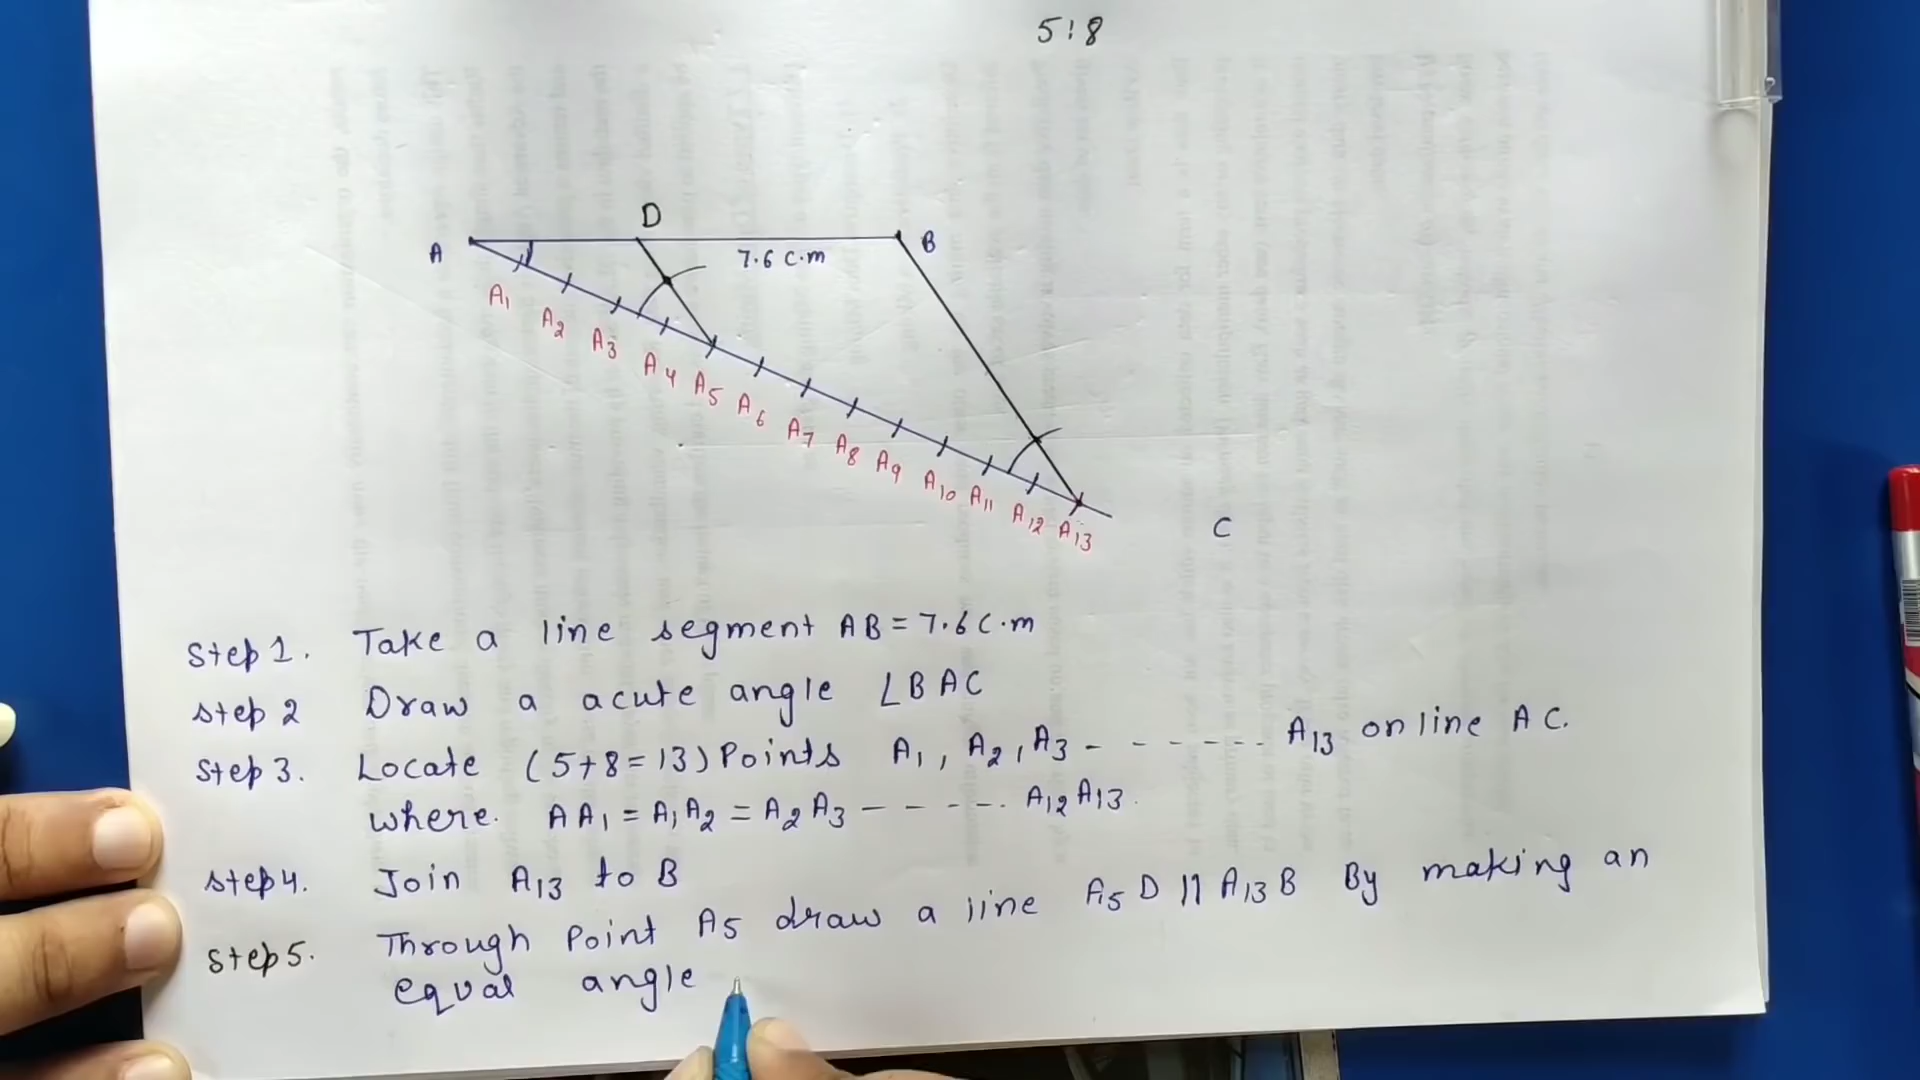 5:8
D
A
7.6 c.m
B
A1 A2 A3 A4 A5 A6 A7 A8 A9 A10 A11 A12 A13
C
Step 1. Take a line segment AB = 7.6 c.m
Step 2 Draw a acute angle ∠BAC
Step 3. Locate (5+8=13) Points A1, A2, A3 - - - - - - . A13 on line AC.
where. AA1 = A1A2 = A2A3 - - - - - . A12A13.
Step 4. Join A13 to B
Step 5. Through Point A5 draw a line A5D || A13B By making an
equal angle